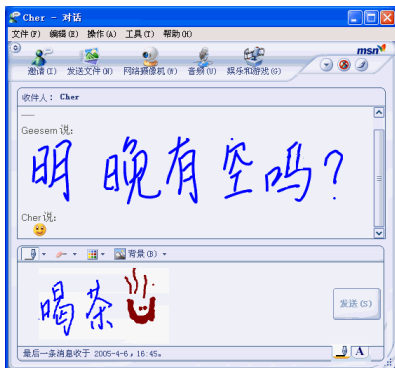 Cher - 对话
文件(F) 编辑(E) 操作(A) 工具(T) 帮助(H)
msn
邀请(I) 发送文件(N) 网络摄像机(W) 音频(U) 娱乐和游戏(G)
收件人： Cher
Geesem 说:
明晚有空吗?
Cher 说:
背景(B)
喝茶
发送(S)
最后一条消息收于 2005-4-6，16:45。
A